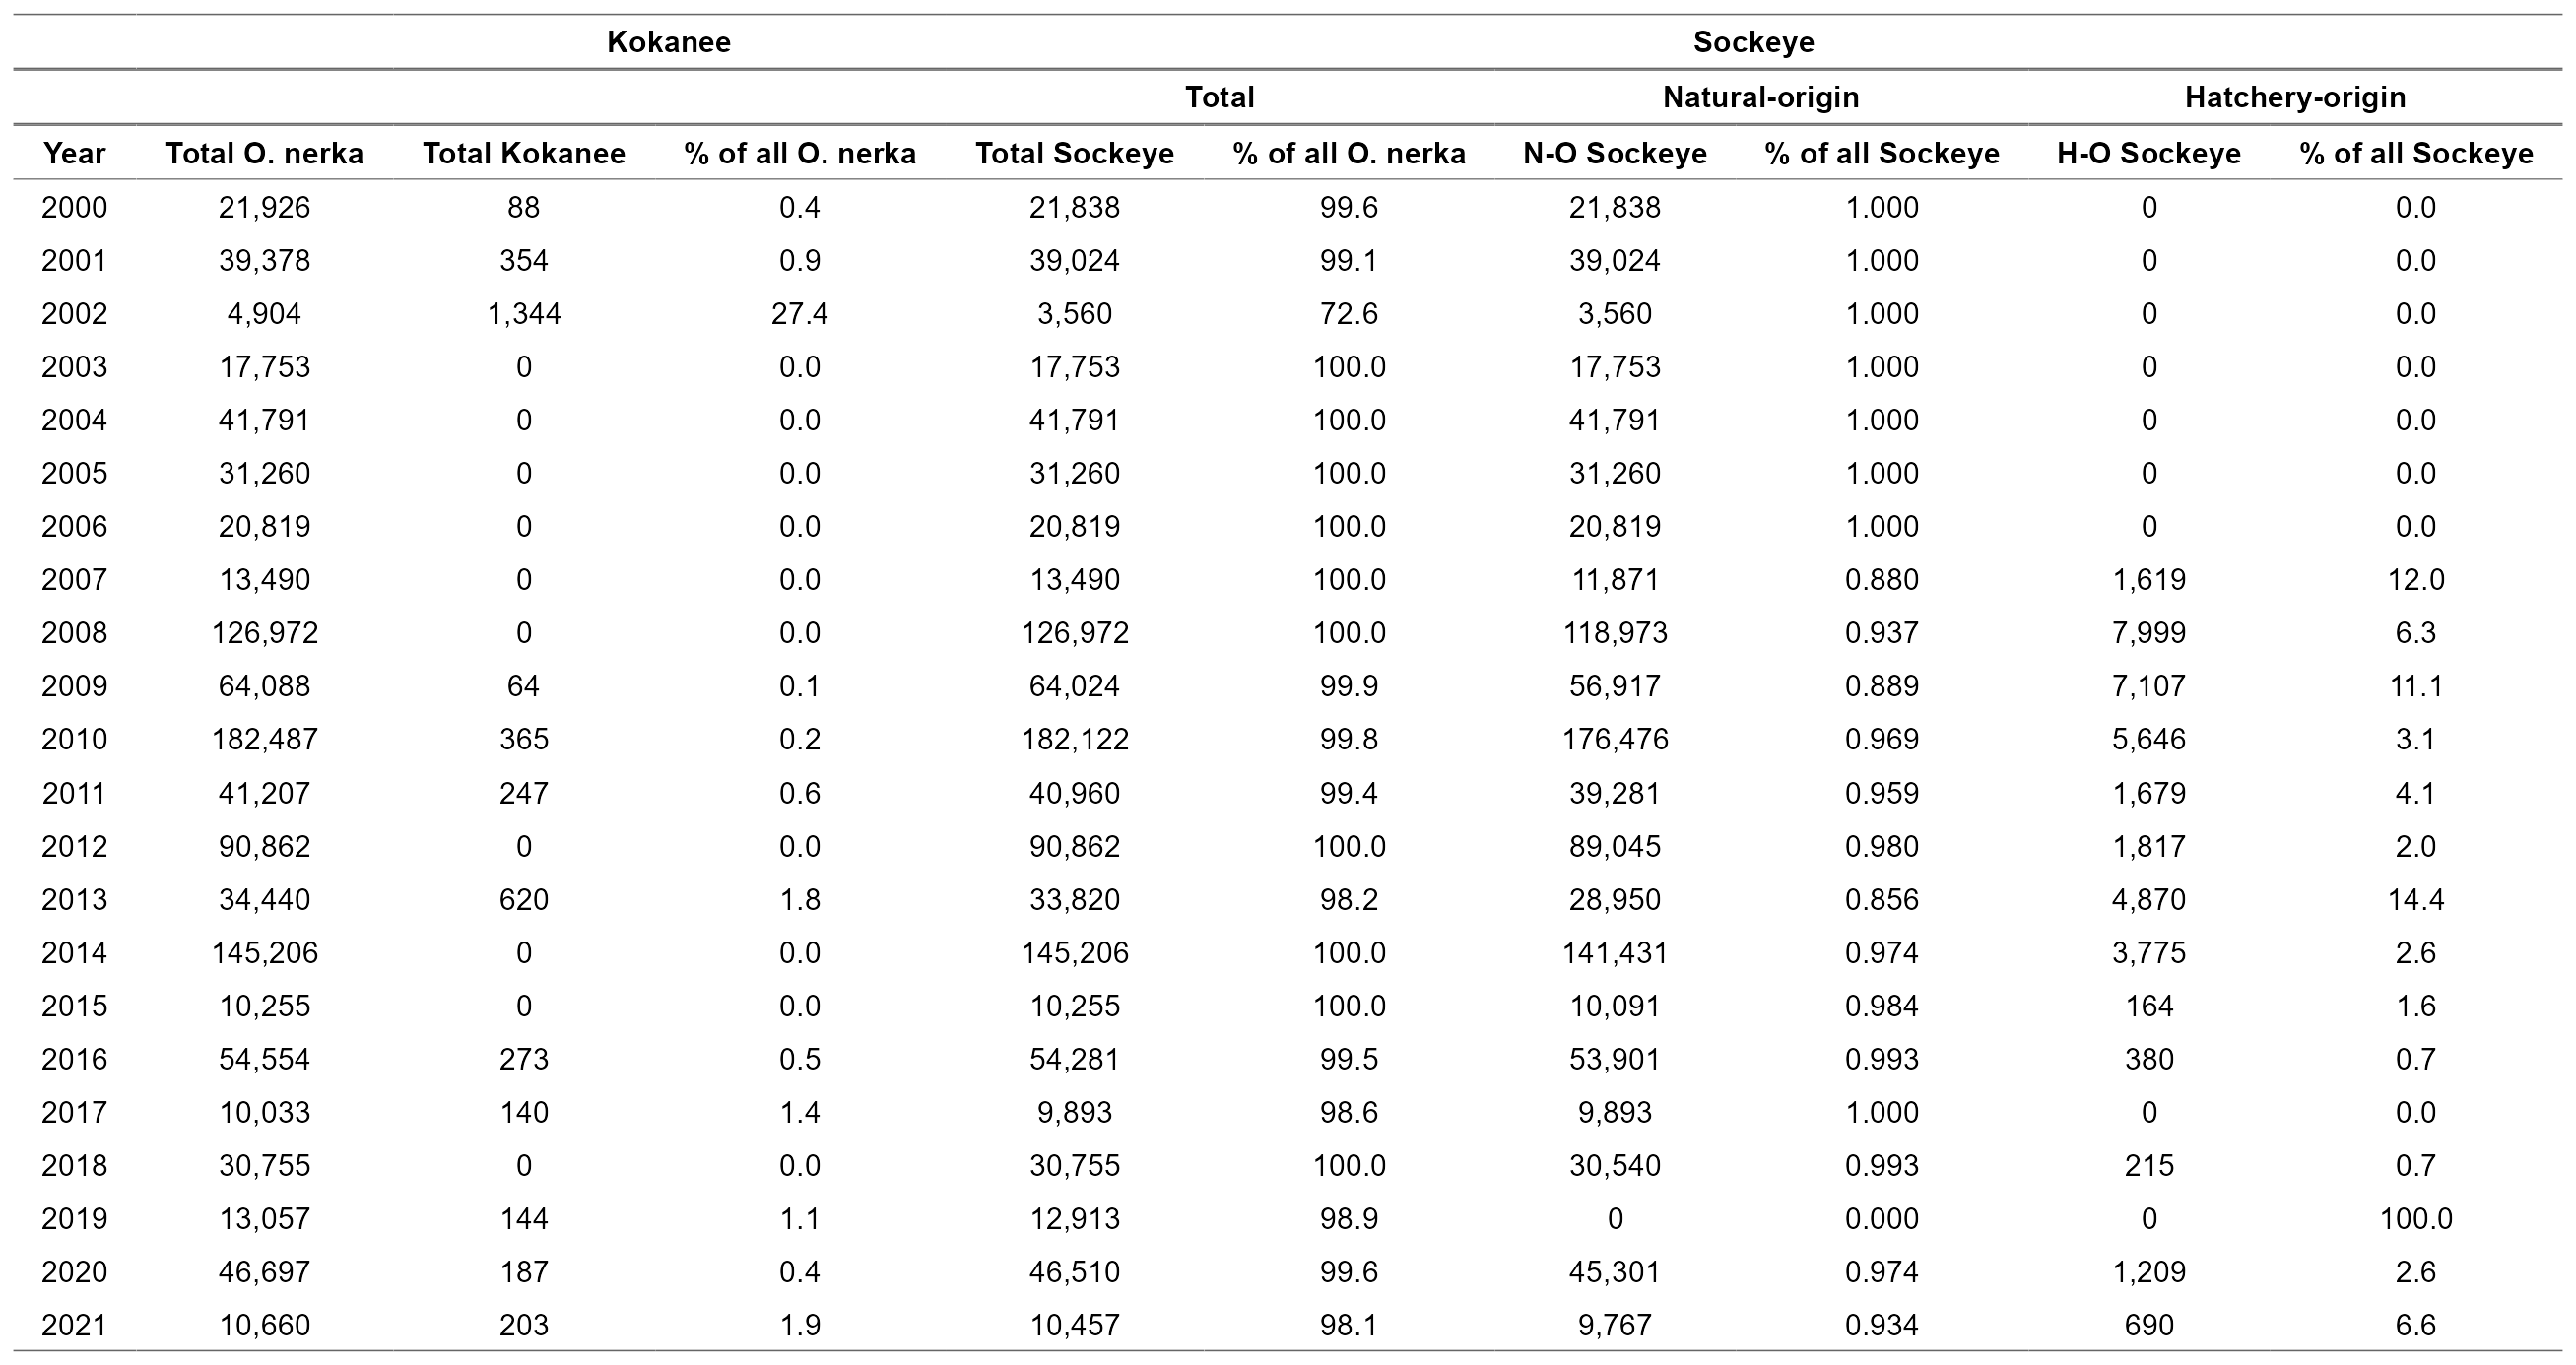 Kokanee Sockeye
Total Natural-origin Hatchery-origin
Year Total O. nerka Total Kokanee % of all O. nerka Total Sockeye % of all O. nerka N-O Sockeye % of all Sockeye H-O Sockeye % of all Sockeye
2000 21,926 88 0.4 21,838 99.6 21,838 1.000 0 0.0
2001 39,378 354 0.9 39,024 99.1 39,024 1.000 0 0.0
2002 4,904 1,344 27.4 3,560 72.6 3,560 1.000 0 0.0
2003 17,753 0 0.0 17,753 100.0 17,753 1.000 0 0.0
2004 41,791 0 0.0 41,791 100.0 41,791 1.000 0 0.0
2005 31,260 0 0.0 31,260 100.0 31,260 1.000 0 0.0
2006 20,819 0 0.0 20,819 100.0 20,819 1.000 0 0.0
2007 13,490 0 0.0 13,490 100.0 11,871 0.880 1,619 12.0
2008 126,972 0 0.0 126,972 100.0 118,973 0.937 7,999 6.3
2009 64,088 64 0.1 64,024 99.9 56,917 0.889 7,107 11.1
2010 182,487 365 0.2 182,122 99.8 176,476 0.969 5,646 3.1
2011 41,207 247 0.6 40,960 99.4 39,281 0.959 1,679 4.1
2012 90,862 0 0.0 90,862 100.0 89,045 0.980 1,817 2.0
2013 34,440 620 1.8 33,820 98.2 28,950 0.856 4,870 14.4
2014 145,206 0 0.0 145,206 100.0 141,431 0.974 3,775 2.6
2015 10,255 0 0.0 10,255 100.0 10,091 0.984 164 1.6
2016 54,554 273 0.5 54,281 99.5 53,901 0.993 380 0.7
2017 10,033 140 1.4 9,893 98.6 9,893 1.000 0 0.0
2018 30,755 0 0.0 30,755 100.0 30,540 0.993 215 0.7
2019 13,057 144 1.1 12,913 98.9 0 0.000 0 100.0
2020 46,697 187 0.4 46,510 99.6 45,301 0.974 1,209 2.6
2021 10,660 203 1.9 10,457 98.1 9,767 0.934 690 6.6